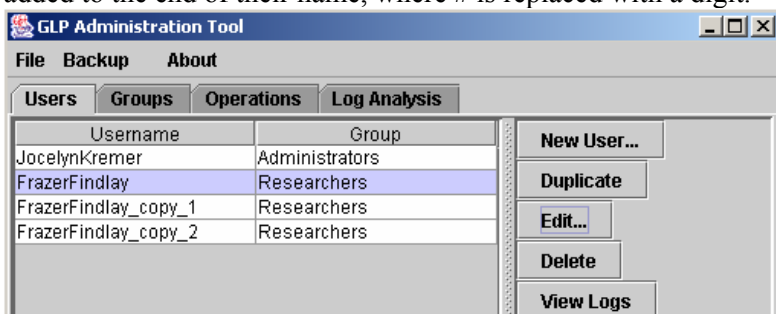 added to the end of their name, where # is replaced with a digit.
GLP Administration Tool
File Backup About
Users Groups Operations Log Analysis
Username Group
JocelynKremer Administrators
FrazerFindlay Researchers
FrazerFindlay_copy_1 Researchers
FrazerFindlay_copy_2 Researchers
New User...
Duplicate
Edit...
Delete
View Logs